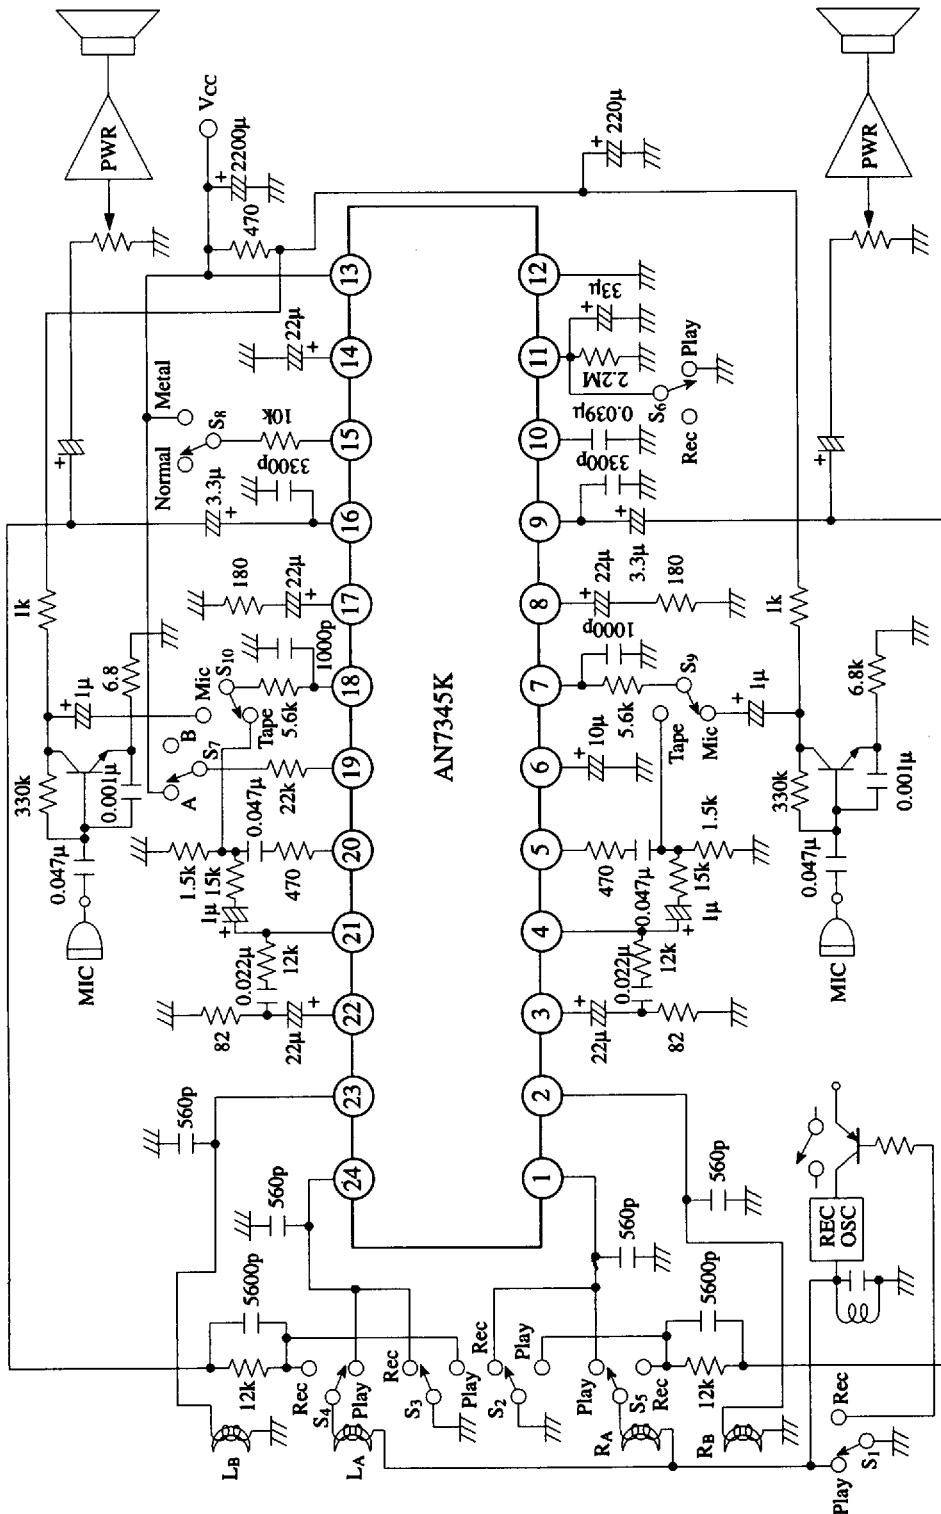 MIC
0.047μ
330k
1k
0.001μ
6.8
1μ
Mic
B
A
S7
Tape
S10
Normal
Metal
S8
PWR
VCC
2200μ
470
560p
560p
82
22μ
0.022μ
12k
1μ
15k
1.5k
0.047μ
470
22k
5.6k
1000p
180
22μ
3.3μ
3300p
10k
22μ
LB
12k
5600p
Rec
S4
Play
LA
Rec
S3
Play
24
23
22
21
20
19
18
17
16
15
14
13
AN7345K
1
2
3
4
5
6
7
8
9
10
11
12
Rec
S2
Play
Play
S5
Rec
RA
12k
5600p
RB
560p
560p
22μ
82
0.022μ
12k
1μ
15k
0.047μ
470
1.5k
10μ
5.6k
1000p
Tape
Mic
S9
22μ
180
3.3μ
3300p
0.039μ
2.2M
33μ
S6
Rec
Play
220μ
Play
S1
Rec
REC
OSC
MIC
0.047μ
330k
1k
0.001μ
6.8k
1μ
PWR